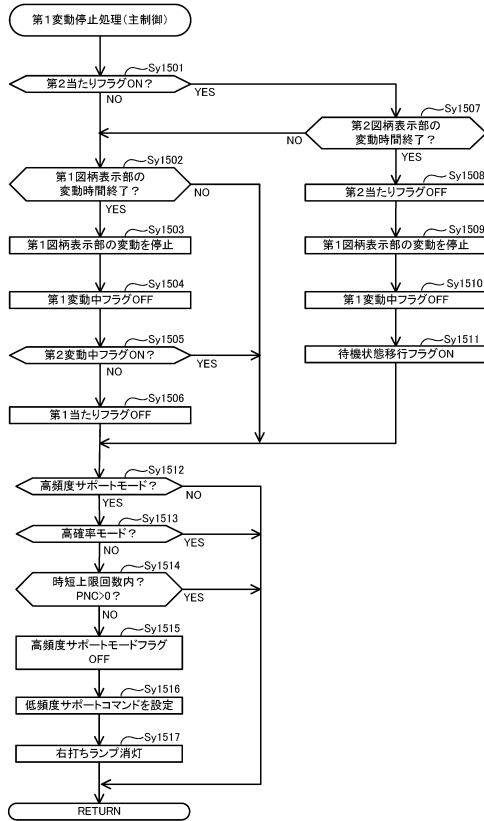 第1変動停止処理(主制御)
Sy1501
第2当たりフラグON?
YES
NO
Sy1507
第2図柄表示部の
変動時間終了?
NO
YES
Sy1502
第1図柄表示部の
変動時間終了?
NO
YES
Sy1508
第2当たりフラグOFF
Sy1503
第1図柄表示部の変動を停止
Sy1509
第1図柄表示部の変動を停止
Sy1504
第1変動中フラグOFF
Sy1510
第1変動中フラグOFF
Sy1505
第2変動中フラグON?
YES
NO
Sy1511
待機状態移行フラグON
Sy1506
第1当たりフラグOFF
Sy1512
高頻度サポートモード?
NO
YES
Sy1513
高確率モード?
YES
NO
Sy1514
時短上限回数内?
PNC>0?
YES
NO
Sy1515
高頻度サポートモードフラグ
OFF
Sy1516
低頻度サポートコマンドを設定
Sy1517
右打ちランプ消灯
RETURN